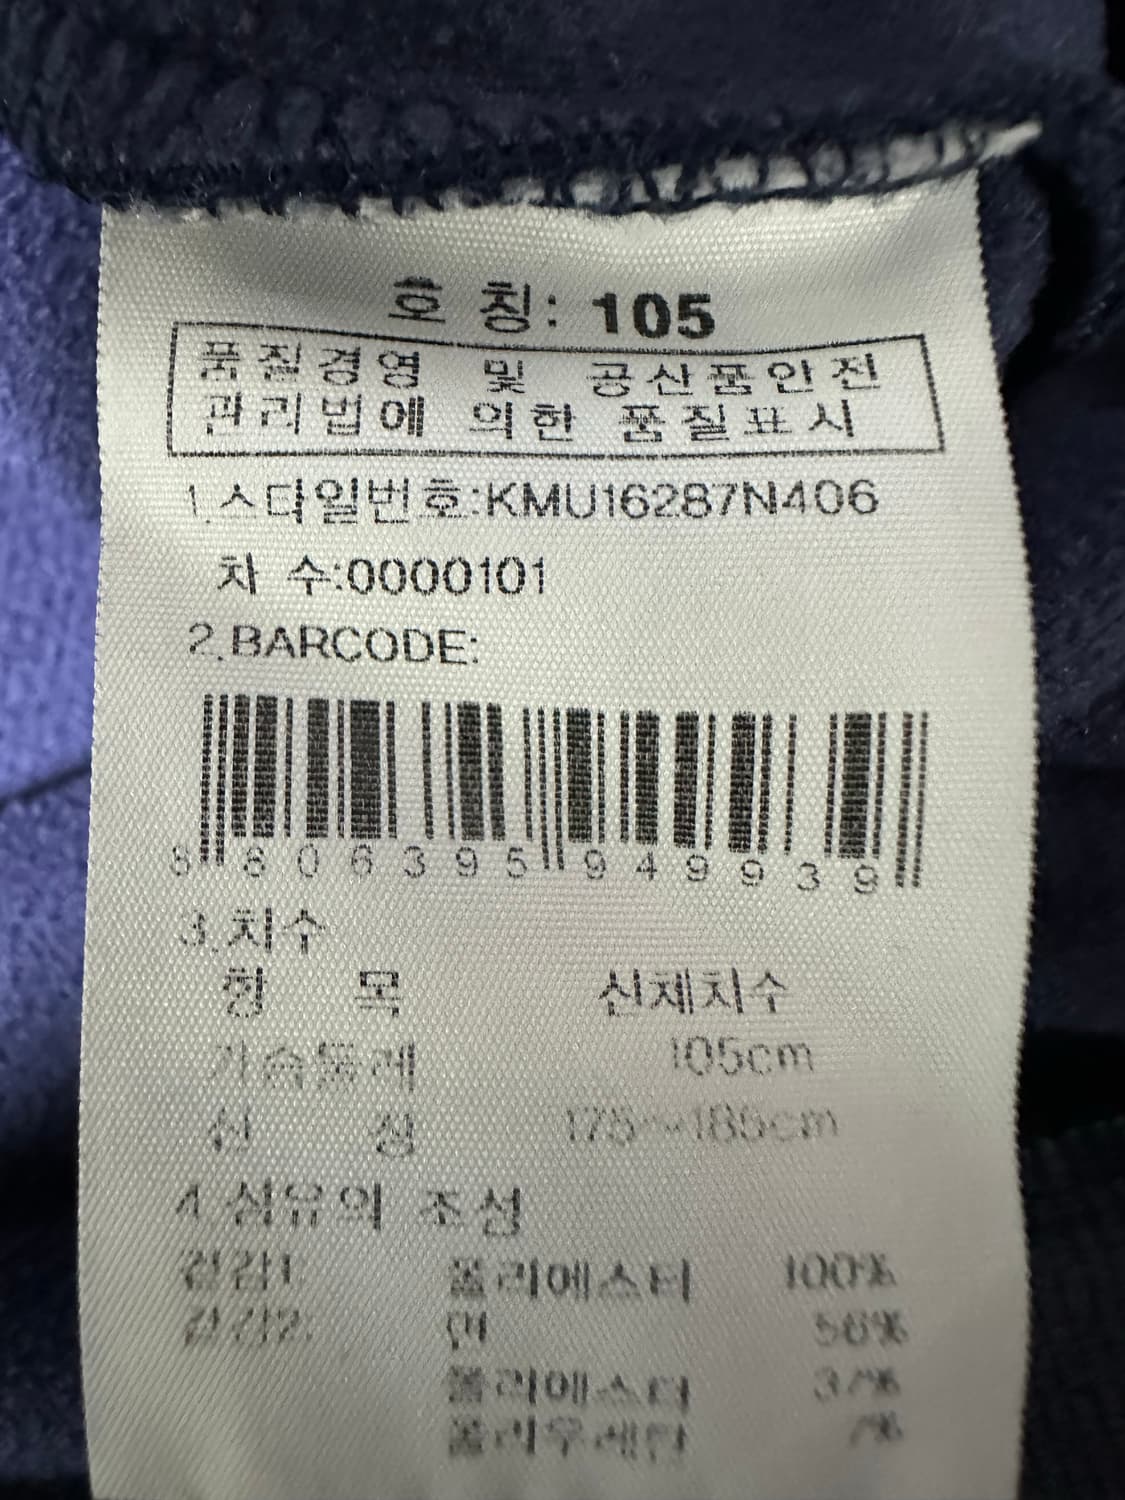 호 칭: 105
품질경영 및 공산품안전
관리법에 의한 품질표시
1.스타일번호:KMU16287N406
차 수:0000101
2.BARCODE:
8 806395 949939
3.치수
항 목 신체치수
가슴둘레 105cm
신 장 175~185cm
4.섬유의 조성
겉감1: 폴리에스터 100%
겉감2: 면 56%
폴리에스터 37%
폴리우레탄 7%